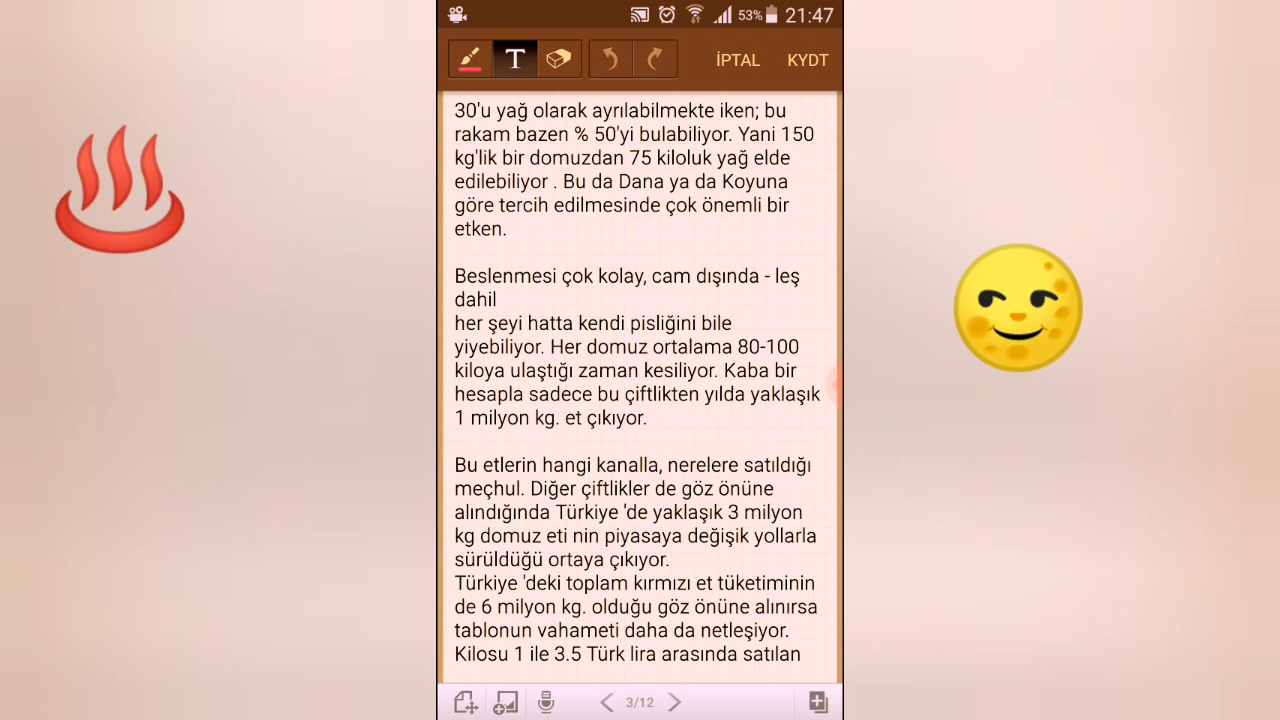 53% 21:47
T İPTAL KYDT
30'u yağ olarak ayrılabilmekte iken; bu
rakam bazen % 50'yi bulabiliyor. Yani 150
kg'lik bir domuzdan 75 kiloluk yağ elde
edilebiliyor . Bu da Dana ya da Koyuna
göre tercih edilmesinde çok önemli bir
etken.
Beslenmesi çok kolay, cam dışında - leş
dahil
her şeyi hatta kendi pisliğini bile
yiyebiliyor. Her domuz ortalama 80-100
kiloya ulaştığı zaman kesiliyor. Kaba bir
hesapla sadece bu çiftlikten yılda yaklaşık
1 milyon kg. et çıkıyor.
Bu etlerin hangi kanalla, nerelere satıldığı
meçhul. Diğer çiftlikler de göz önüne
alındığında Türkiye 'de yaklaşık 3 milyon
kg domuz eti nin piyasaya değişik yollarla
sürüldüğü ortaya çıkıyor.
Türkiye 'deki toplam kırmızı et tüketiminin
de 6 milyon kg. olduğu göz önüne alınırsa
tablonun vahameti daha da netleşiyor.
Kilosu 1 ile 3.5 Türk lira arasında satılan
3/12